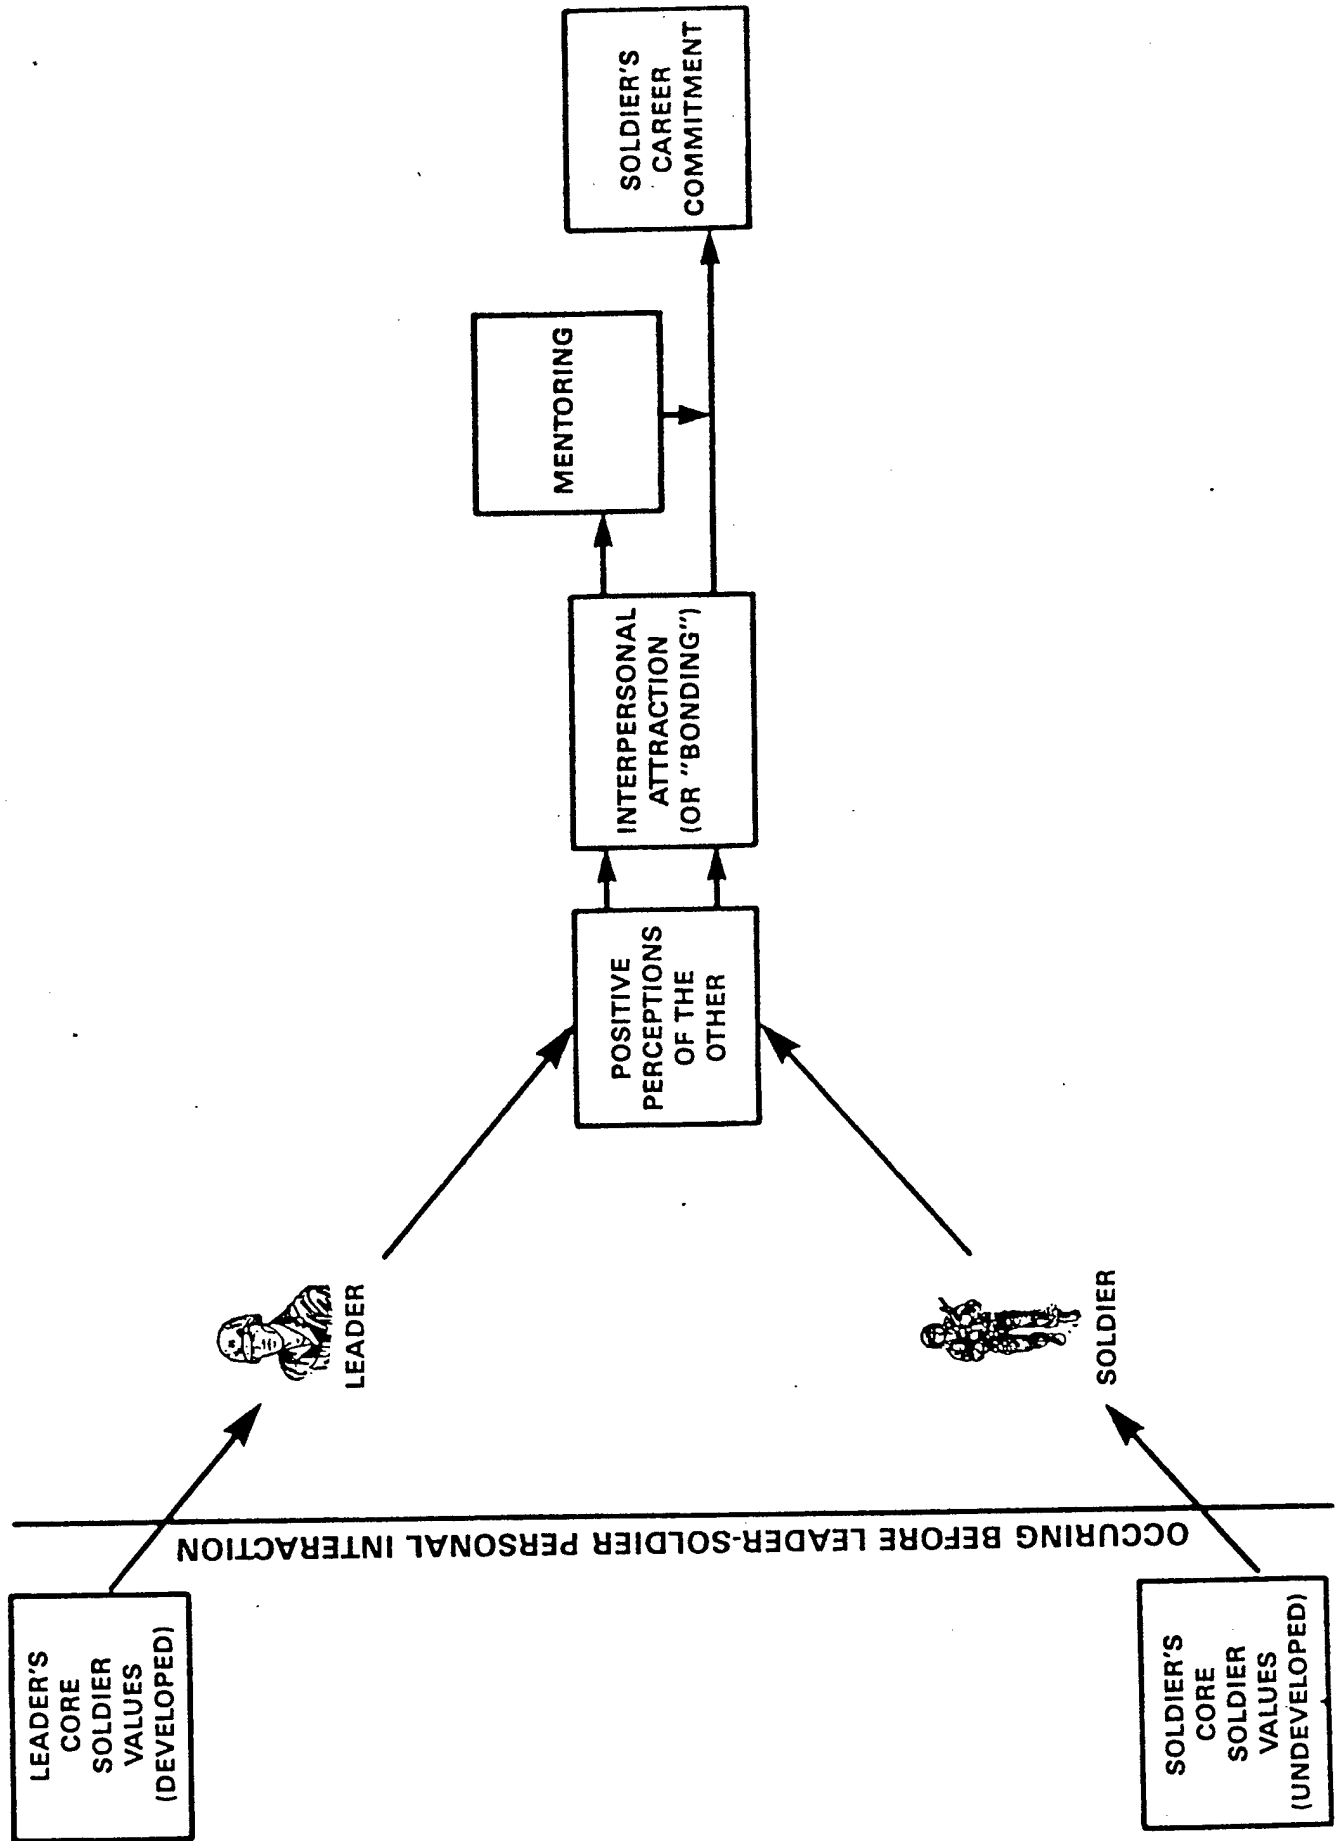 LEADER'S
CORE
SOLDIER
VALUES
(DEVELOPED)
SOLDIER'S
CORE
SOLDIER
VALUES
(UNDEVELOPED)
OCCURING BEFORE LEADER-SOLDIER PERSONAL INTERACTION
LEADER
SOLDIER
POSITIVE
PERCEPTIONS
OF THE
OTHER
INTERPERSONAL
ATTRACTION
(OR "BONDING")
MENTORING
SOLDIER'S
CAREER
COMMITMENT